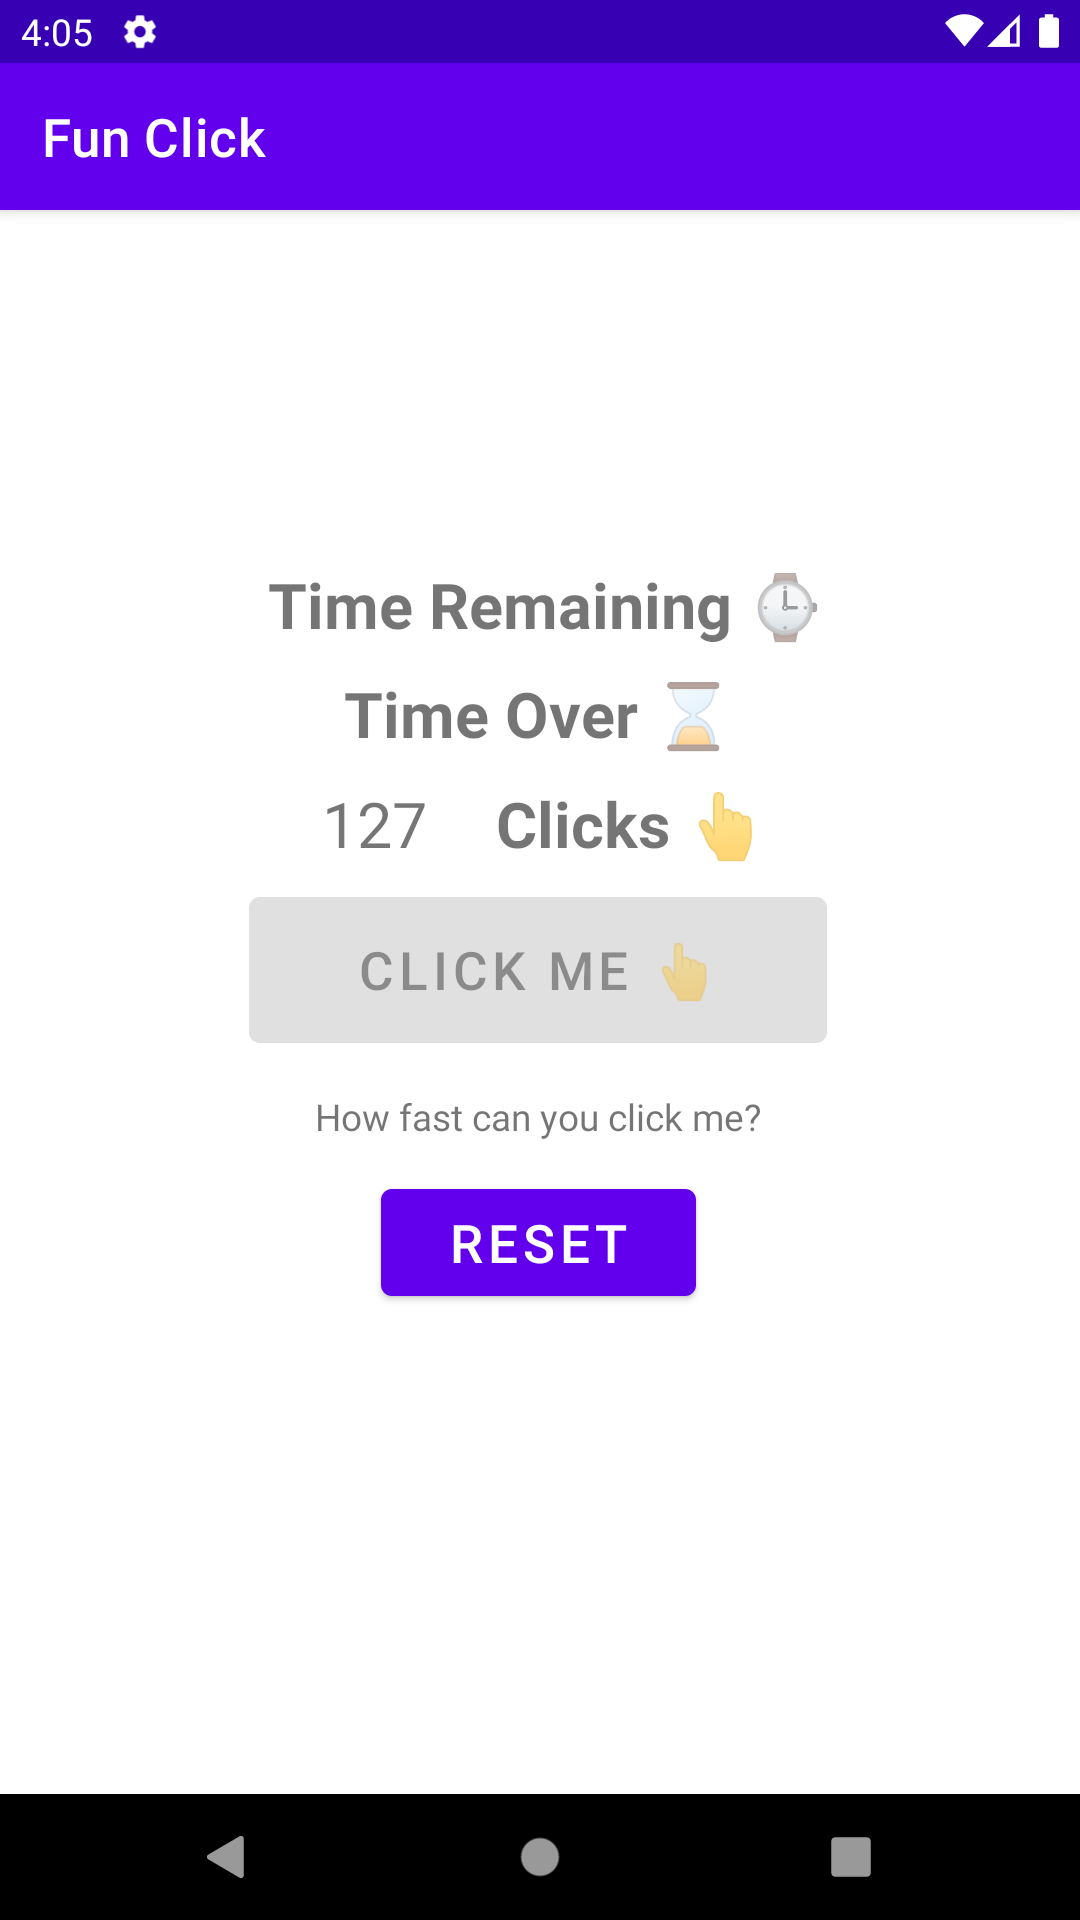 4:05
Fun Click
Time Remaining ⌚
Time Over ⌛
127 Clicks 👆
CLICK ME 👆
How fast can you click me?
RESET